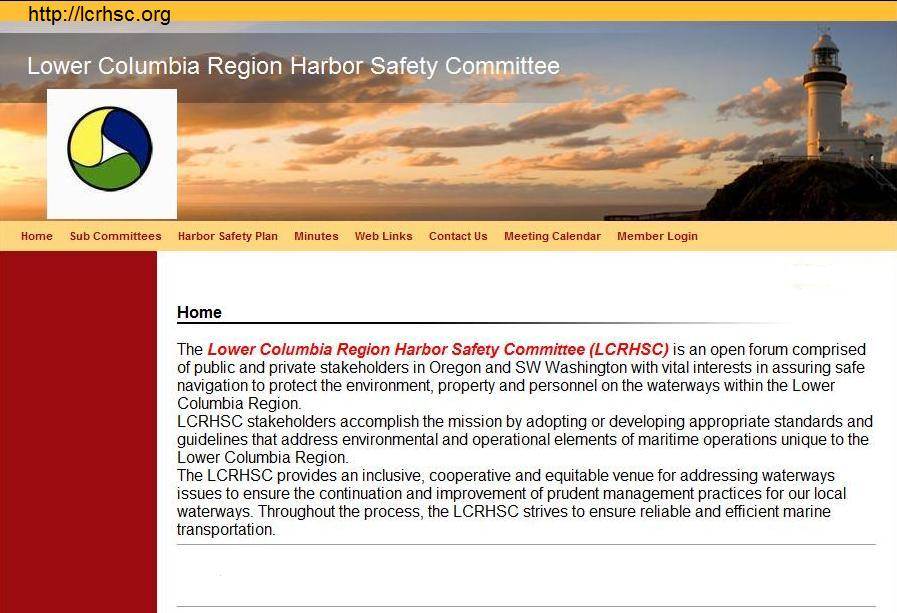 http://lcrhsc.org
Lower Columbia Region Harbor Safety Committee
Home Sub Committees Harbor Safety Plan Minutes Web Links Contact Us Meeting Calendar Member Login
Home
The Lower Columbia Region Harbor Safety Committee (LCRHSC) is an open forum comprised
of public and private stakeholders in Oregon and SW Washington with vital interests in assuring safe
navigation to protect the environment, property and personnel on the waterways within the Lower
Columbia Region.
LCRHSC stakeholders accomplish the mission by adopting or developing appropriate standards and
guidelines that address environmental and operational elements of maritime operations unique to the
Lower Columbia Region.
The LCRHSC provides an inclusive, cooperative and equitable venue for addressing waterways
issues to ensure the continuation and improvement of prudent management practices for our local
waterways. Throughout the process, the LCRHSC strives to ensure reliable and efficient marine
transportation.